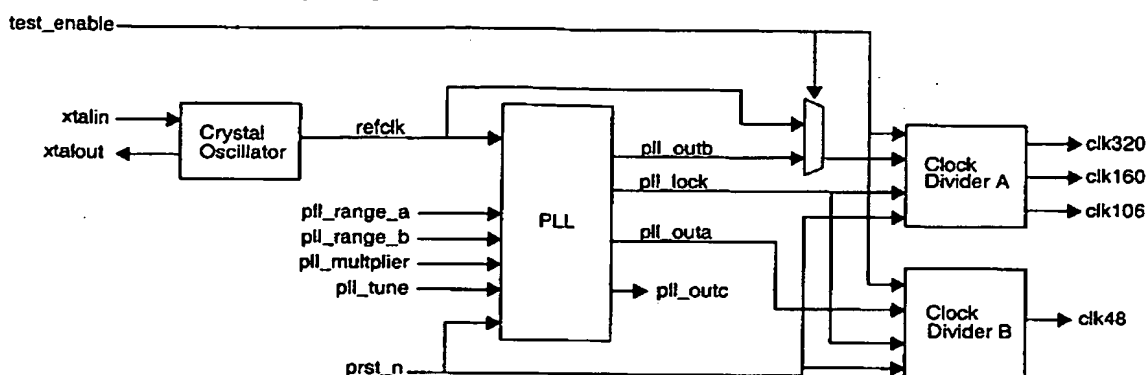 test_enable
xtalin
xtalout
Crystal
Oscillator
refclk
pll_range_a
pll_range_b
pll_multplier
pll_tune
prst_n
PLL
pll_outb
pll_lock
pll_outa
pll_outc
Clock
Divider A
clk320
clk160
clk106
Clock
Divider B
clk48